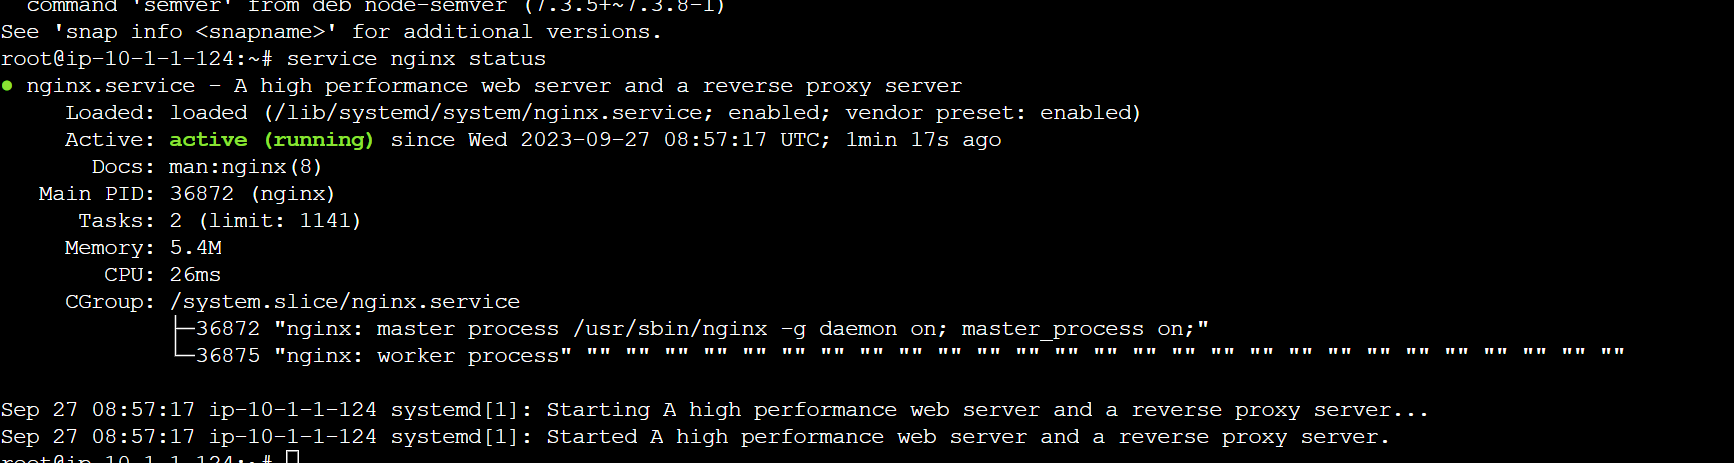 command 'semver' from deb node-semver (7.3.5+~7.3.8-1)
See 'snap info <snapname>' for additional versions.
root@ip-10-1-1-124:~# service nginx status
● nginx.service - A high performance web server and a reverse proxy server
Loaded: loaded (/lib/systemd/system/nginx.service; enabled; vendor preset: enabled)
Active: active (running) since Wed 2023-09-27 08:57:17 UTC; 1min 17s ago
Docs: man:nginx(8)
Main PID: 36872 (nginx)
Tasks: 2 (limit: 1141)
Memory: 5.4M
CPU: 26ms
CGroup: /system.slice/nginx.service
├─36872 "nginx: master process /usr/sbin/nginx -g daemon on; master_process on;"
└─36875 "nginx: worker process" "" "" "" "" "" "" "" "" "" "" "" "" "" "" "" "" "" "" "" "" "" "" "" "" "" "" ""
Sep 27 08:57:17 ip-10-1-1-124 systemd[1]: Starting A high performance web server and a reverse proxy server...
Sep 27 08:57:17 ip-10-1-1-124 systemd[1]: Started A high performance web server and a reverse proxy server.
root@ip-10-1-1-124:~#